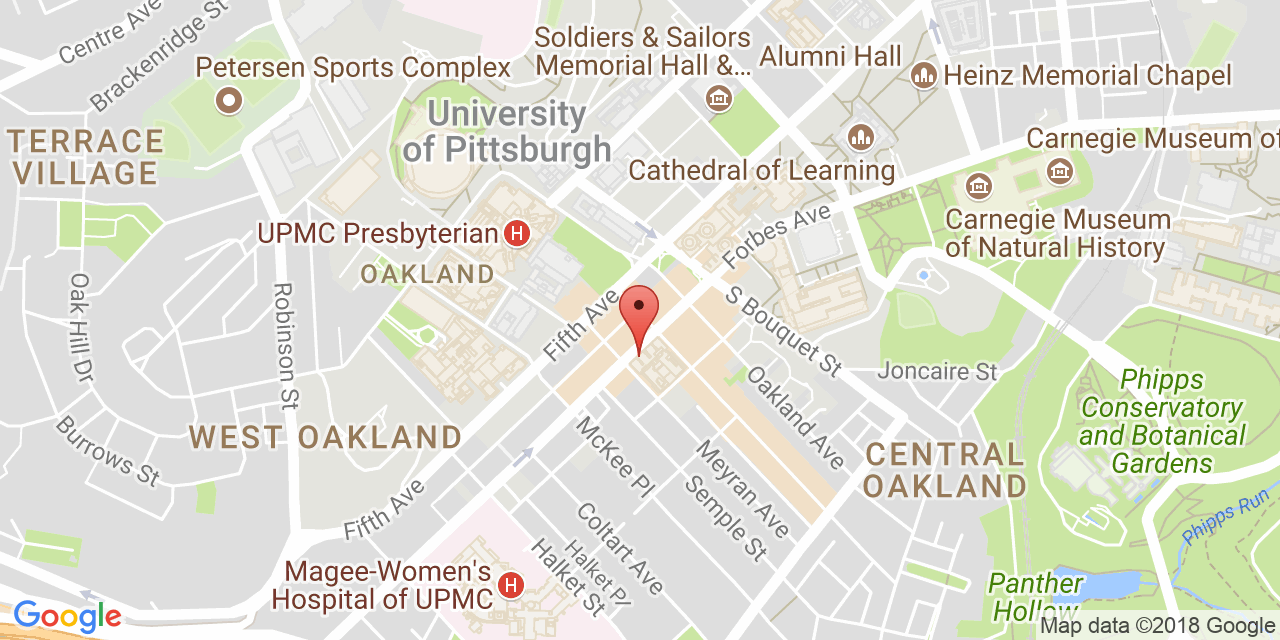 Centre Ave
Brackenridge St
Petersen Sports Complex
Soldiers & Sailors
Memorial Hall &...
Alumni Hall
Heinz Memorial Chapel
University
of Pittsburgh
TERRACE
VILLAGE
Cathedral of Learning
Carnegie Museum of
Carnegie Museum
of Natural History
UPMC Presbyterian
H
OAKLAND
Forbes Ave
Fifth Ave
S Bouquet St
Oak Hill Dr
Robinson St
Joncaire St
Oakland Ave
Phipps
Conservatory
and Botanical
Gardens
WEST OAKLAND
Burrows St
McKee Pl
Meyran Ave
Semple St
CENTRAL
OAKLAND
Fifth Ave
Coltart Ave
Halket Pl
Halket St
Phipps Run
Magee-Women's
Hospital of UPMC
H
Panther
Hollow
Google
Map data ©2018 Google